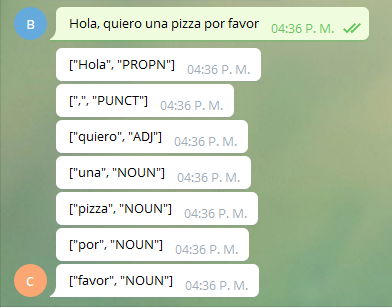 B
Hola, quiero una pizza por favor 04:36 P. M.
["Hola", "PROPN"] 04:36 P. M.
[",", "PUNCT"] 04:36 P. M.
["quiero", "ADJ"] 04:36 P. M.
["una", "NOUN"] 04:36 P. M.
["pizza", "NOUN"] 04:36 P. M.
["por", "NOUN"] 04:36 P. M.
C
["favor", "NOUN"] 04:36 P. M.